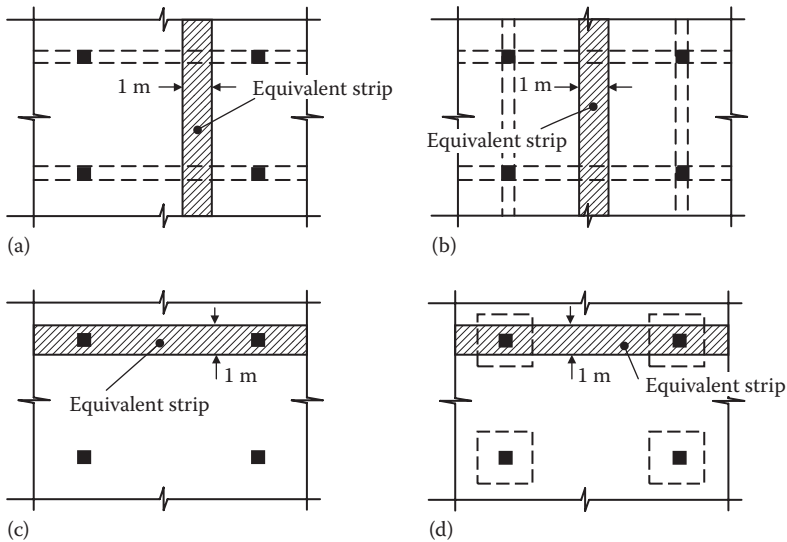 1 m
Equivalent strip
(a)
1 m
Equivalent strip
(b)
1 m
Equivalent strip
(c)
1 m
Equivalent strip
(d)